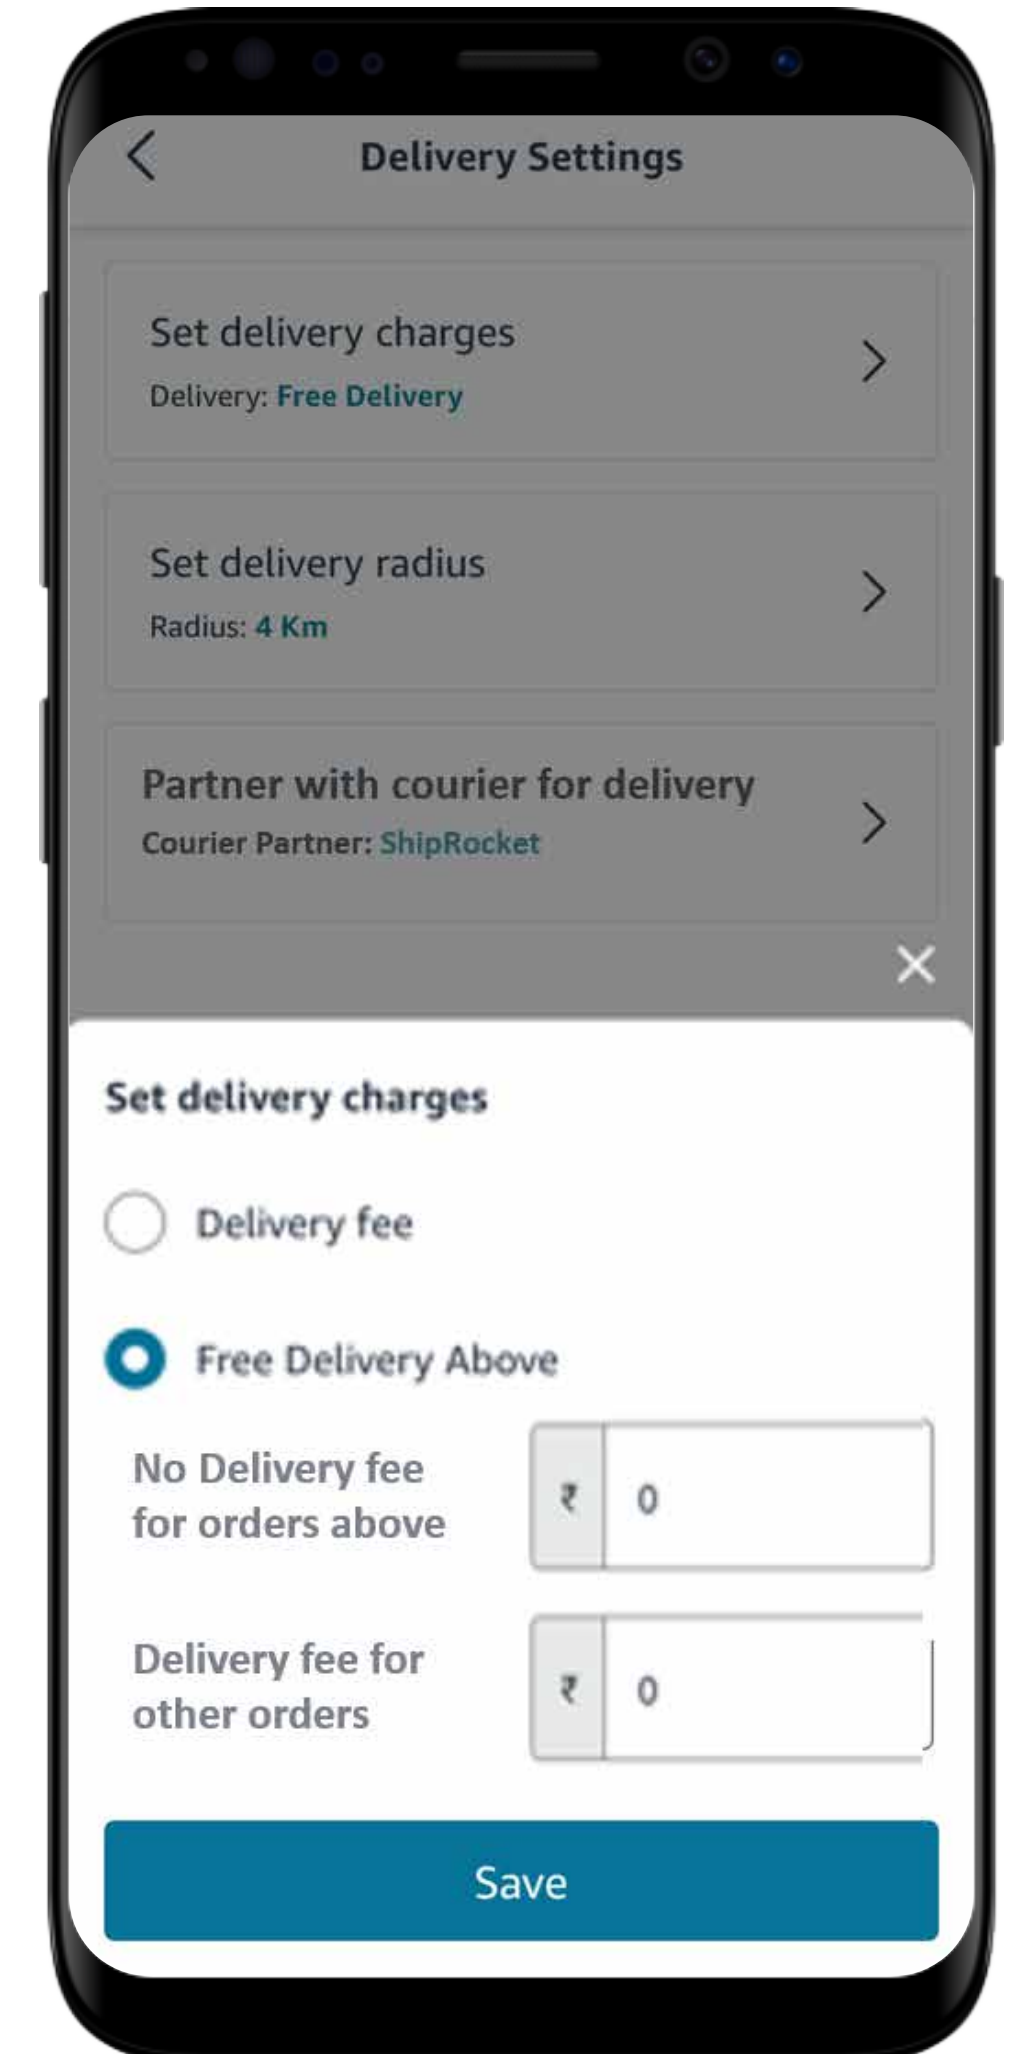 Delivery Settings
Set delivery charges
Delivery: Free Delivery
Set delivery radius
Radius: 4 Km
Partner with courier for delivery
Courier Partner: ShipRocket
Set delivery charges
Delivery fee
Free Delivery Above
No Delivery fee
for orders above
₹ 0
Delivery fee for
other orders
₹ 0
Save